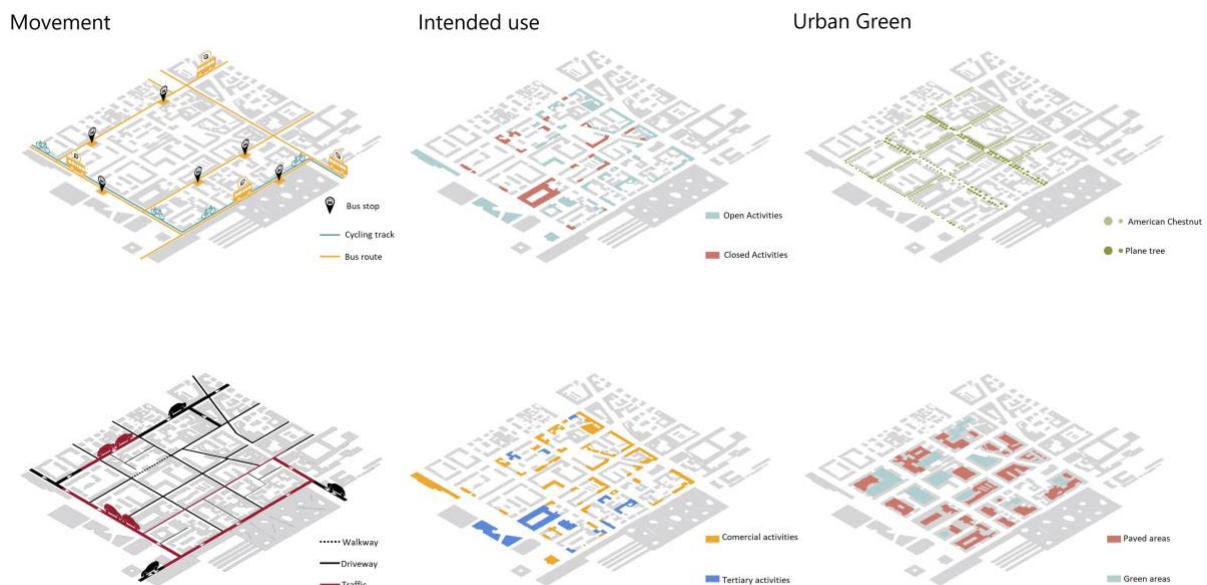 Movement
Intended use
Urban Green
Bus stop
Cycling track
Bus route
Open Activities
Closed Activities
American Chestnut
Plane tree
Walkway
Driveway
Traffic
Comercial activities
Tertiary activities
Paved areas
Green areas